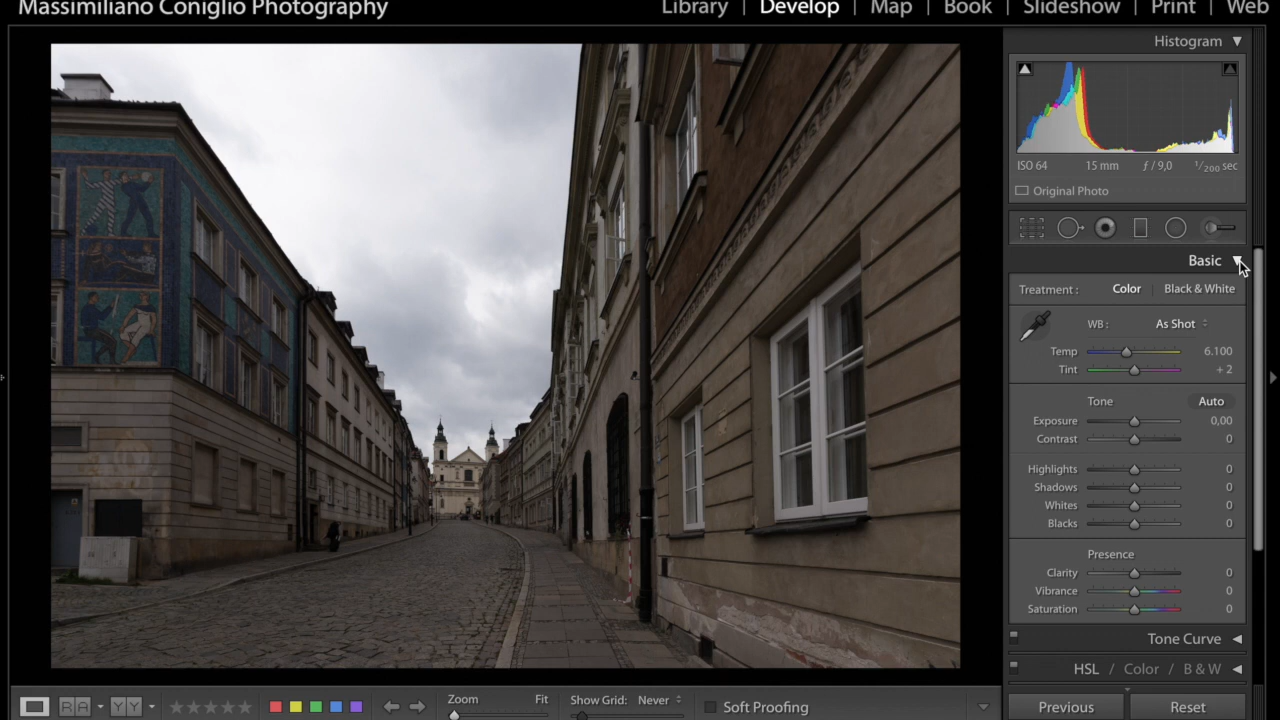 Massimiliano Coniglio Photography
Library | Develop | Map | Book | Slideshow | Print | Web
Histogram
ISO 64 15 mm ƒ / 9,0 1/200 sec
Original Photo
Basic
Treatment : Color | Black & White
WB : As Shot
Temp 6.100
Tint + 2
Tone Auto
Exposure 0,00
Contrast 0
Highlights 0
Shadows 0
Whites 0
Blacks 0
Presence
Clarity 0
Vibrance 0
Saturation 0
Tone Curve
HSL / Color / B & W
R A Y Y Zoom Fit Show Grid: Never Soft Proofing
Previous Reset